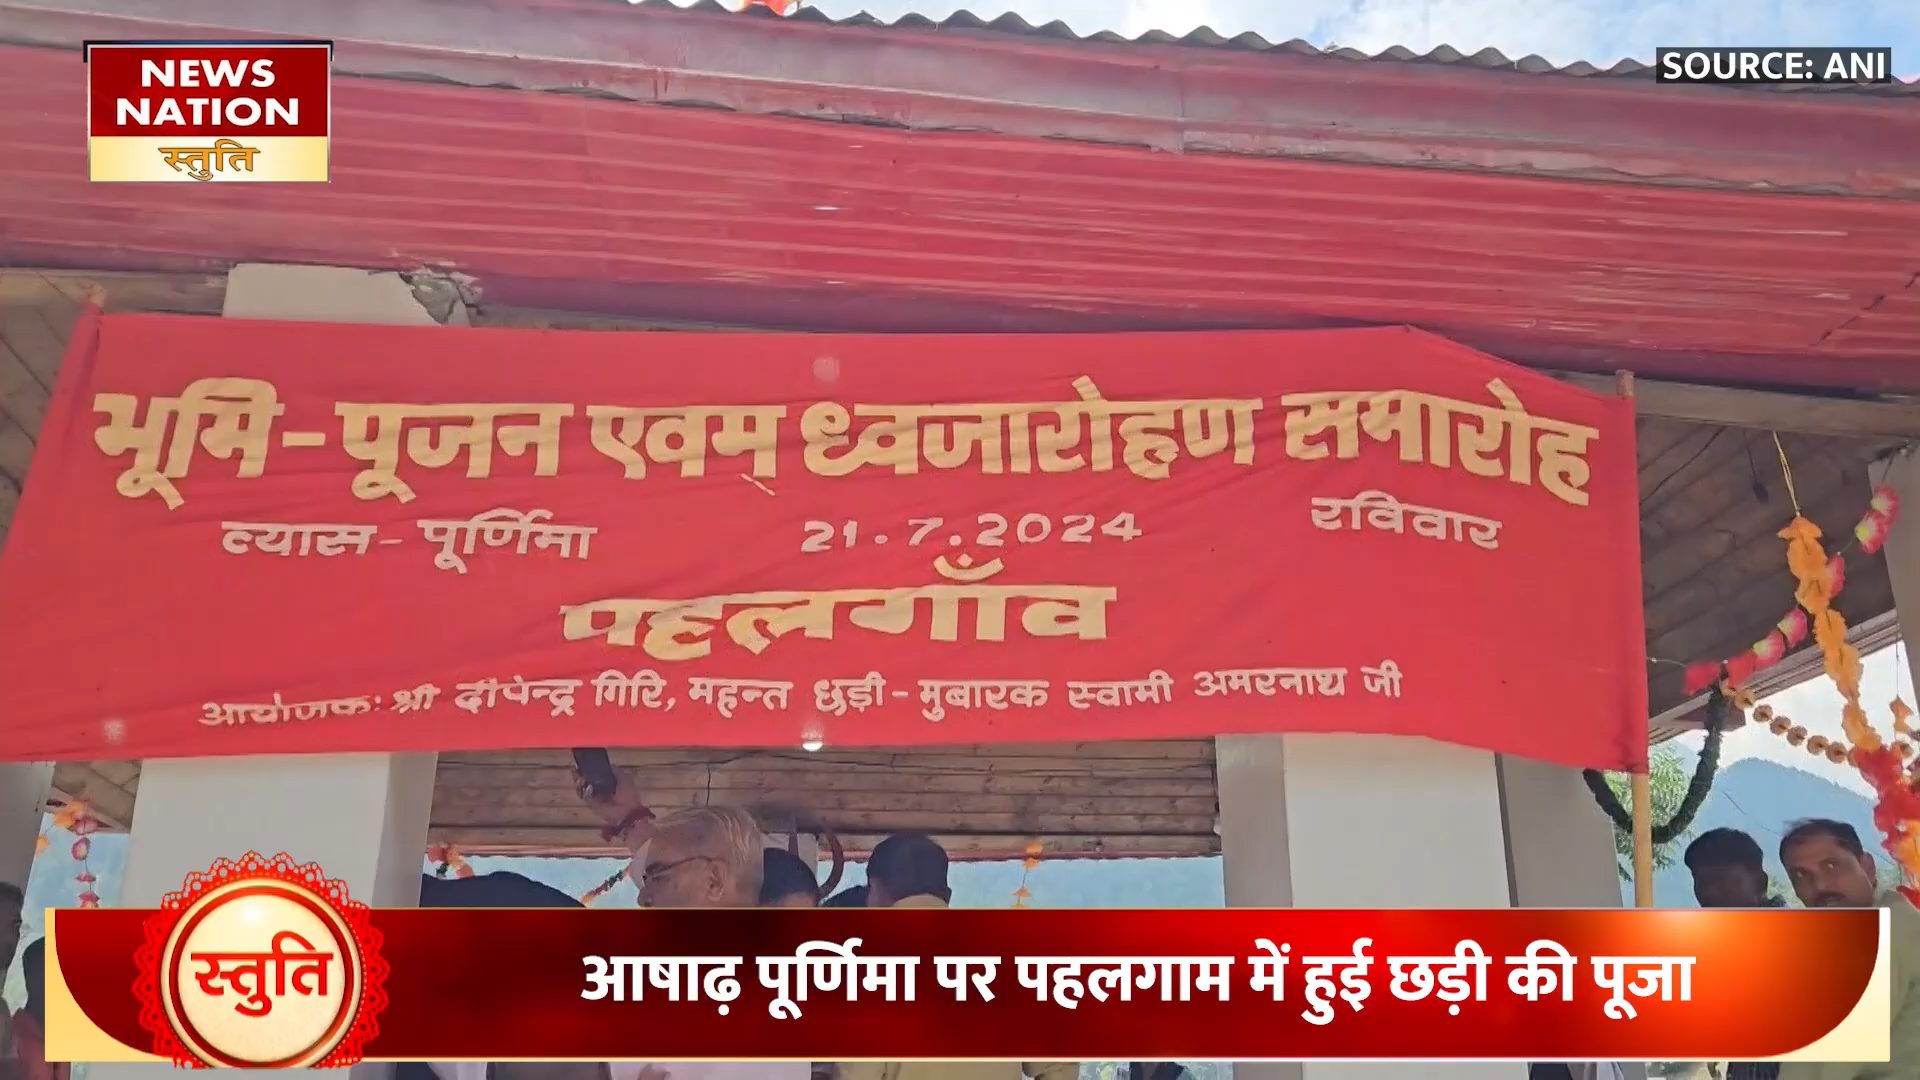 NEWS
NATION
स्तुति
SOURCE: ANI
भूमि-पूजन एवम् ध्वजारोहण समारोह
व्यास-पूर्णिमा 21.7.2024 रविवार
पहलगाँव
आयोजक: श्री दीपेन्द्र गिरि, महन्त छड़ी-मुबारक स्वामी अमरनाथ जी
स्तुति
आषाढ़ पूर्णिमा पर पहलगाम में हुई छड़ी की पूजा